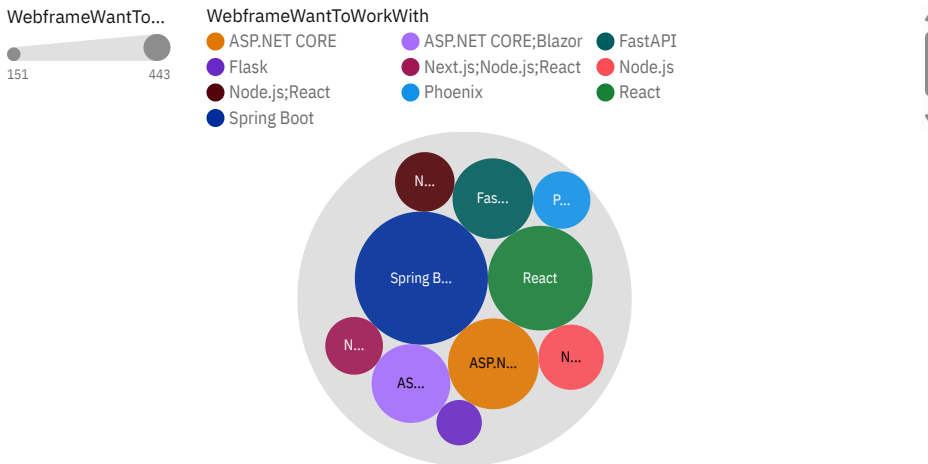 WebframeWantTo...
151
443
WebframeWantToWorkWith
ASP.NET CORE
ASP.NET CORE;Blazor
FastAPI
Flask
Next.js;Node.js;React
Node.js
Node.js;React
Phoenix
React
Spring Boot
N...
Fas...
P...
Spring B...
React
N...
ASP.N...
N...
AS...